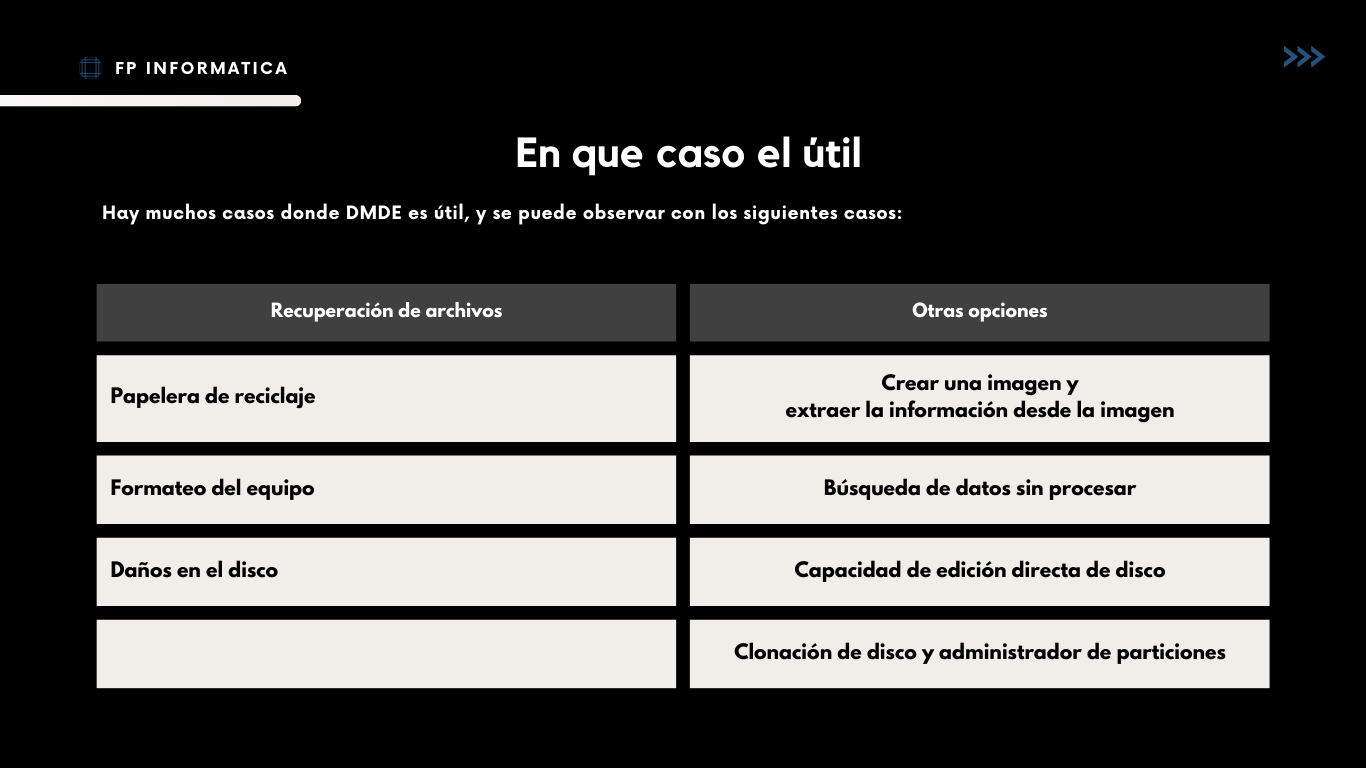 FP INFORMATICA
En que caso el útil
Hay muchos casos donde DMDE es útil, y se puede observar con los siguientes casos:
Recuperación de archivos
Otras opciones
Papelera de reciclaje
Crear una imagen y
extraer la información desde la imagen
Formateo del equipo
Búsqueda de datos sin procesar
Daños en el disco
Capacidad de edición directa de disco
Clonación de disco y administrador de particiones